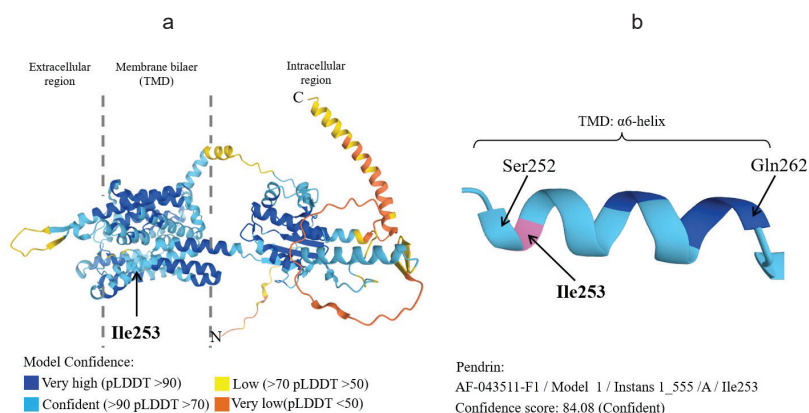 a
b
Extracellular
region
Membrane bilaer
(TMD)
Intracellular
region
C
N
Ile253
Model Confidence:
Very high (pLDDT >90)
Confident (>90 pLDDT >70)
Low (>70 pLDDT >50)
Very low(pLDDT <50)
TMD: α6-helix
Ser252
Gln262
Ile253
Pendrin:
AF-043511-F1 / Model 1 / Instans 1_555 /A / Ile253
Confidence score: 84.08 (Confident)